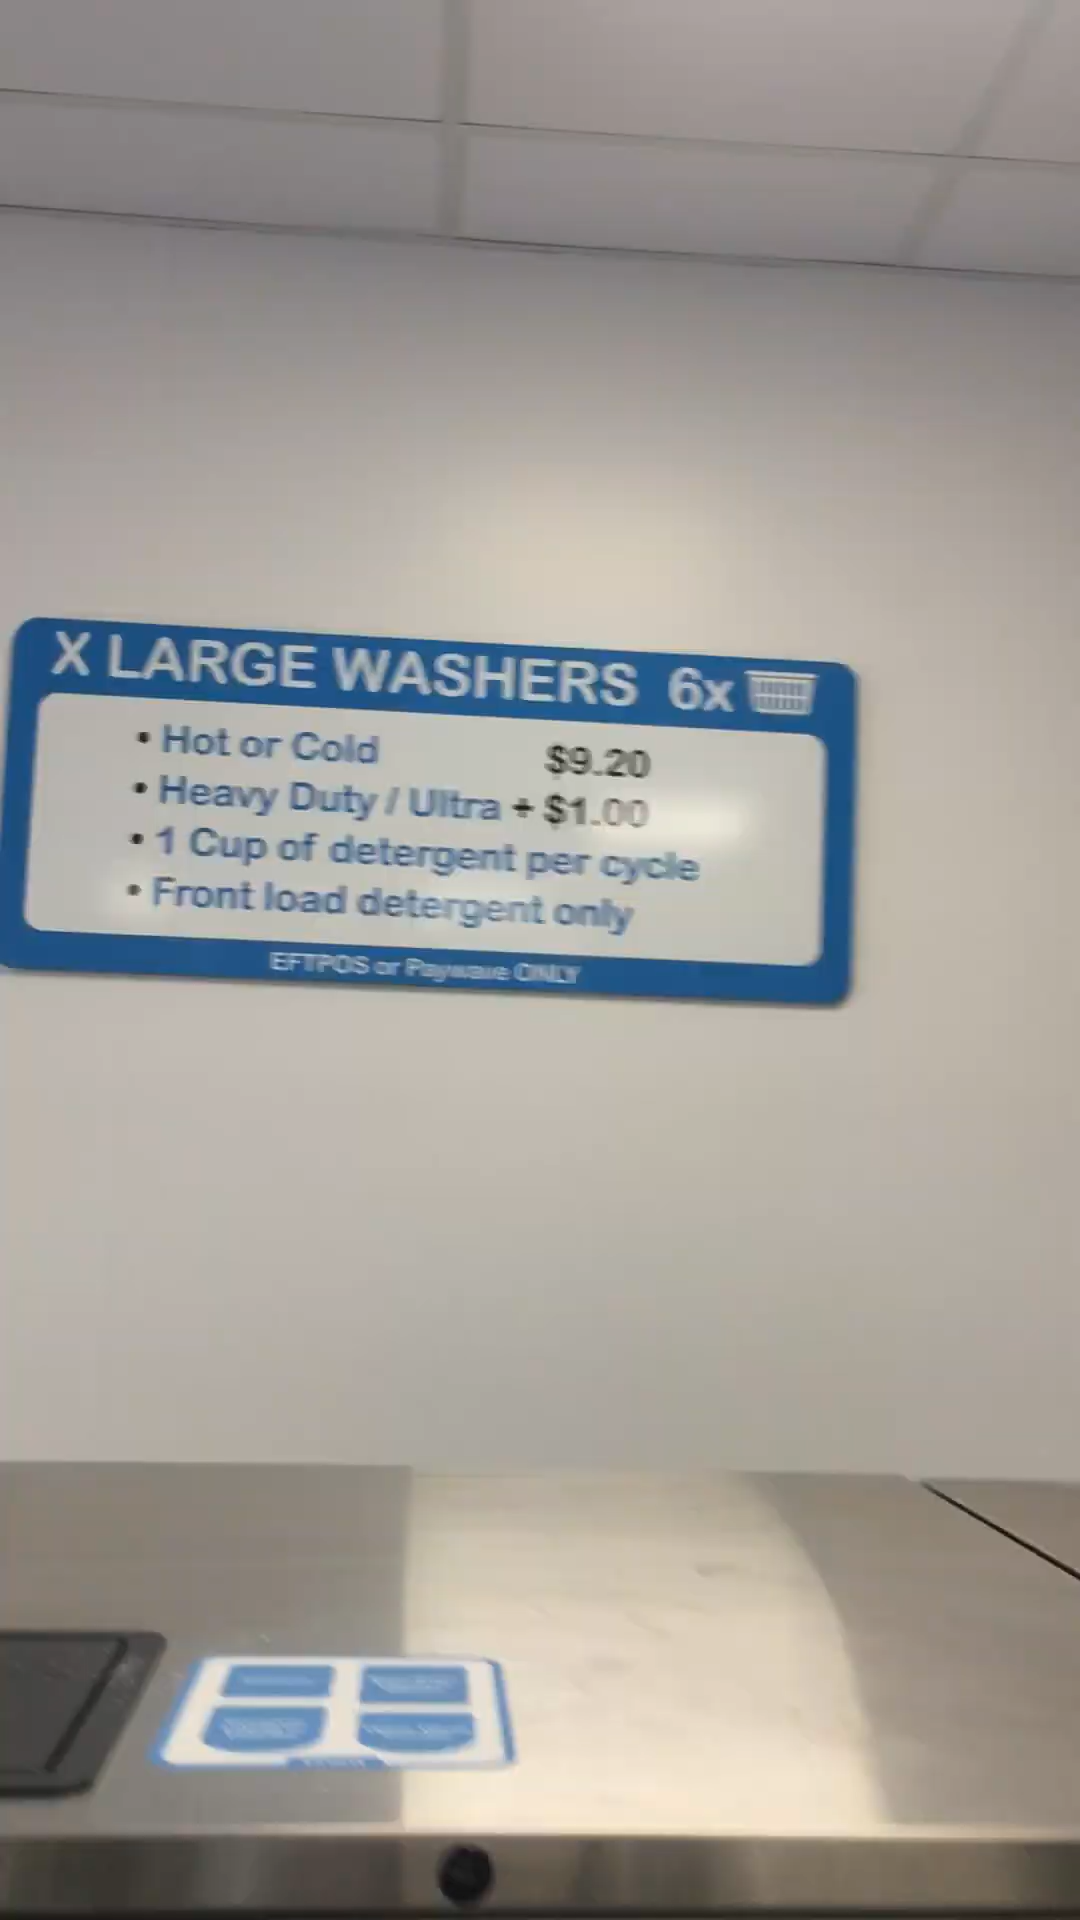 X LARGE WASHERS 6x
• Hot or Cold $9.20
• Heavy Duty / Ultra + $1.00
• 1 Cup of detergent per cycle
• Front load detergent only
EFTPOS or Paywave ONLY